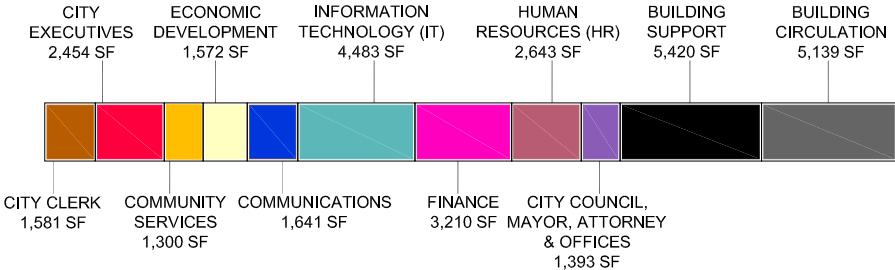 CITY
EXECUTIVES
2,454 SF
ECONOMIC
DEVELOPMENT
1,572 SF
INFORMATION
TECHNOLOGY (IT)
4,483 SF
HUMAN
RESOURCES (HR)
2,643 SF
BUILDING
SUPPORT
5,420 SF
BUILDING
CIRCULATION
5,139 SF
CITY CLERK
1,581 SF
COMMUNITY
SERVICES
1,300 SF
COMMUNICATIONS
1,641 SF
FINANCE
3,210 SF
CITY COUNCIL,
MAYOR, ATTORNEY
& OFFICES
1,393 SF